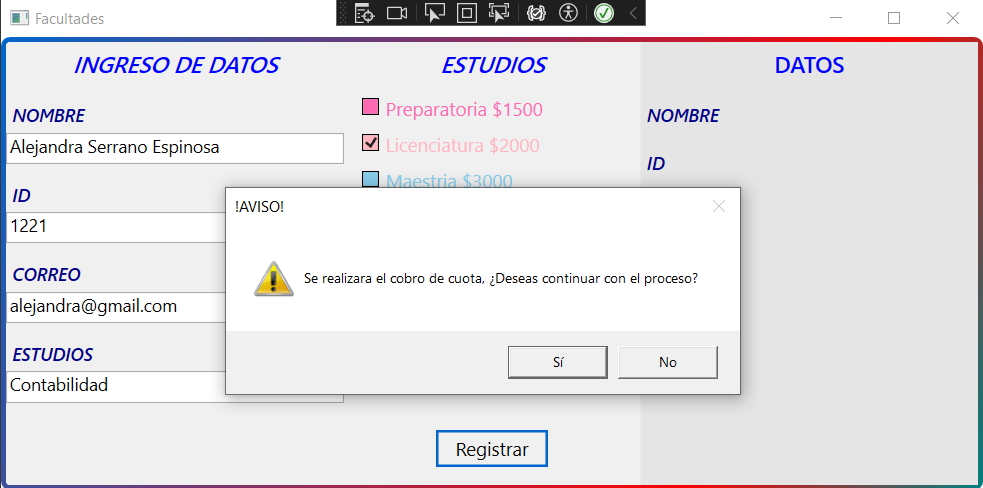 Facultades
INGRESO DE DATOS
NOMBRE
Alejandra Serrano Espinosa
ID
1221
CORREO
alejandra@gmail.com
ESTUDIOS
Contabilidad
ESTUDIOS
Preparatoria $1500
Licenciatura $2000
Maestria $3000
Registrar
DATOS
NOMBRE
ID
!AVISO!
Se realizara el cobro de cuota, ¿Deseas continuar con el proceso?
Sí
No